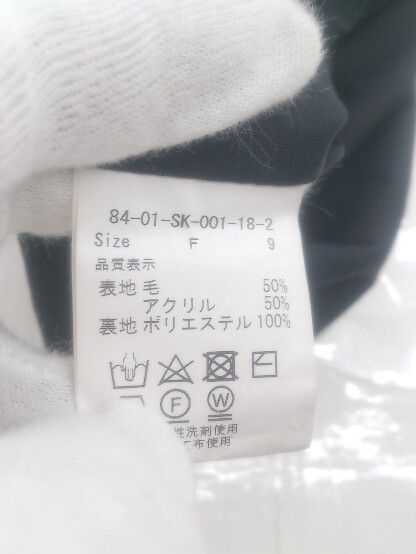 84-01-SK-001-18-2
Size F 9
品質表示
表地 毛 50%
アクリル 50%
裏地 ポリエステル 100%
F W
性洗剤使用
布使用